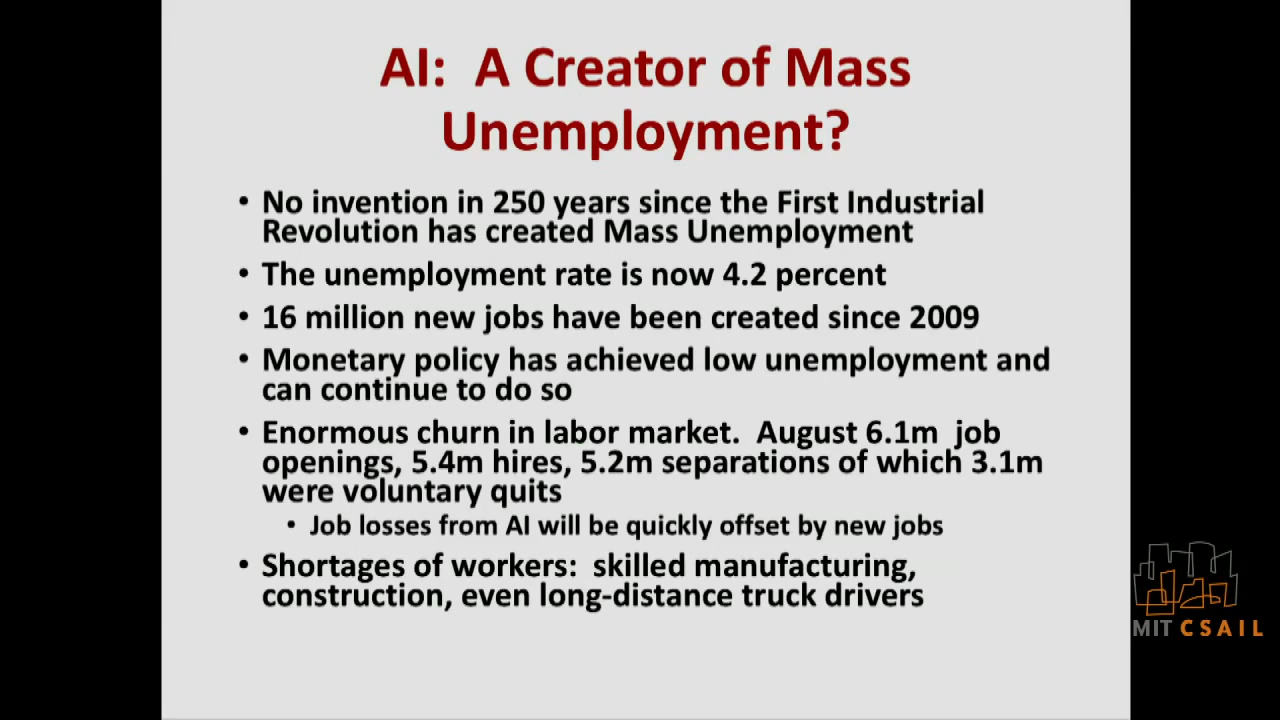 AI:  A Creator of Mass
Unemployment?
• No invention in 250 years since the First Industrial
Revolution has created Mass Unemployment
• The unemployment rate is now 4.2 percent
• 16 million new jobs have been created since 2009
• Monetary policy has achieved low unemployment and
can continue to do so
• Enormous churn in labor market.  August 6.1m  job
openings, 5.4m hires, 5.2m separations of which 3.1m
were voluntary quits
• Job losses from AI will be quickly offset by new jobs
• Shortages of workers:  skilled manufacturing,
construction, even long-distance truck drivers
MIT CSAIL